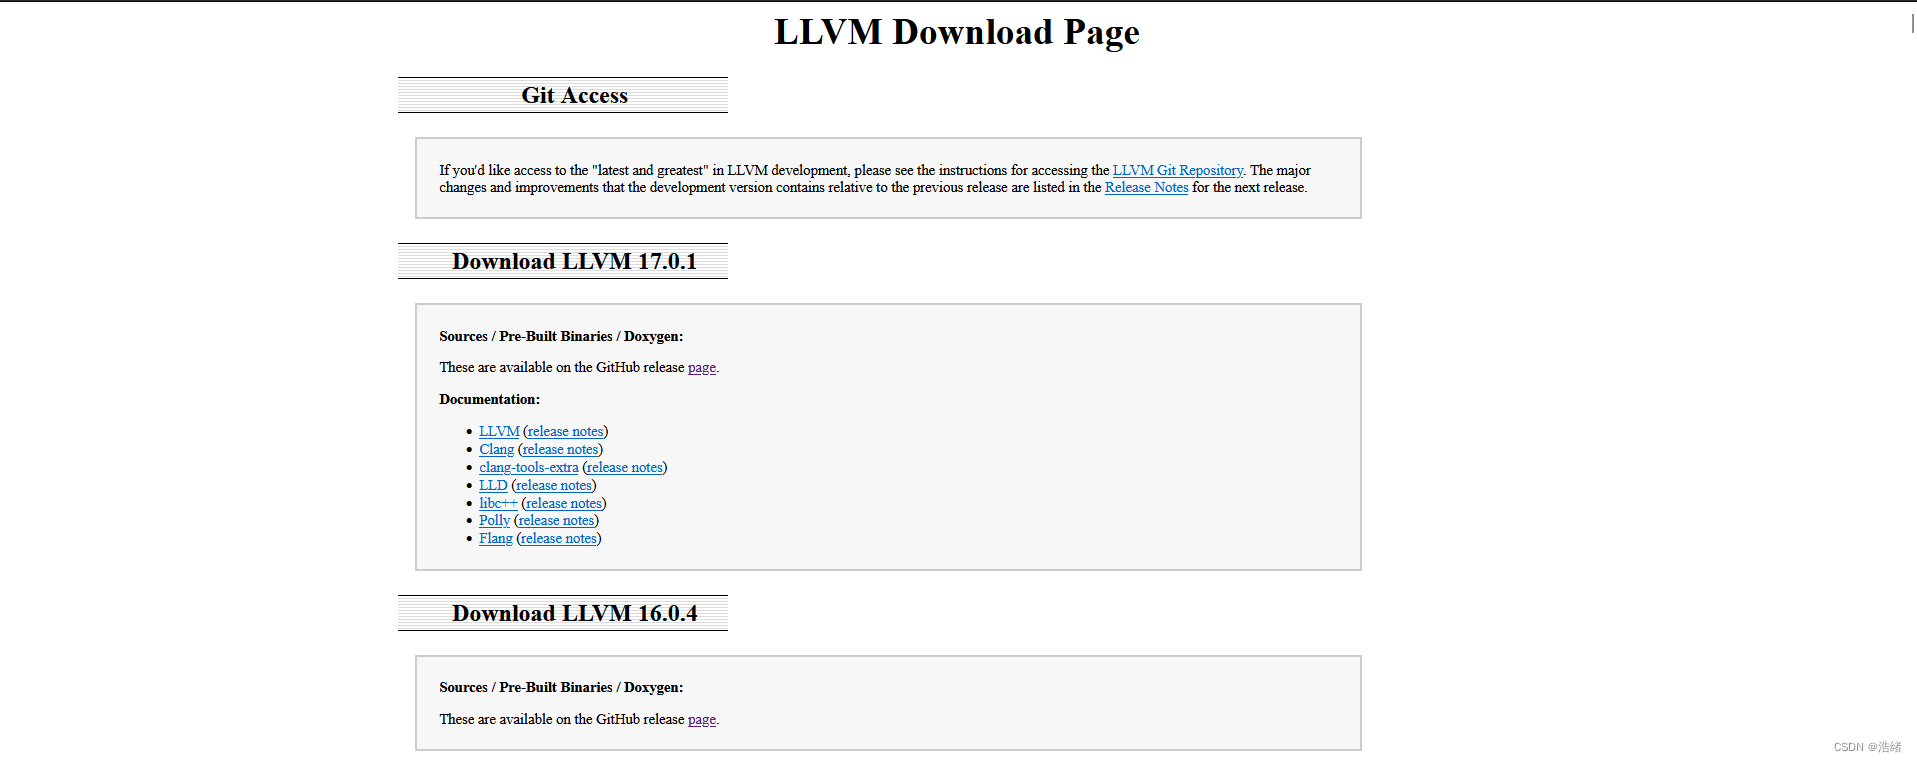 LLVM Download Page
Git Access
If you'd like access to the "latest and greatest" in LLVM development, please see the instructions for accessing the LLVM Git Repository. The major
changes and improvements that the development version contains relative to the previous release are listed in the Release Notes for the next release.
Download LLVM 17.0.1
Sources / Pre-Built Binaries / Doxygen:
These are available on the GitHub release page.
Documentation:
• LLVM (release notes)
• Clang (release notes)
• clang-tools-extra (release notes)
• LLD (release notes)
• libc++ (release notes)
• Polly (release notes)
• Flang (release notes)
Download LLVM 16.0.4
Sources / Pre-Built Binaries / Doxygen:
These are available on the GitHub release page.
CSDN @浩绪